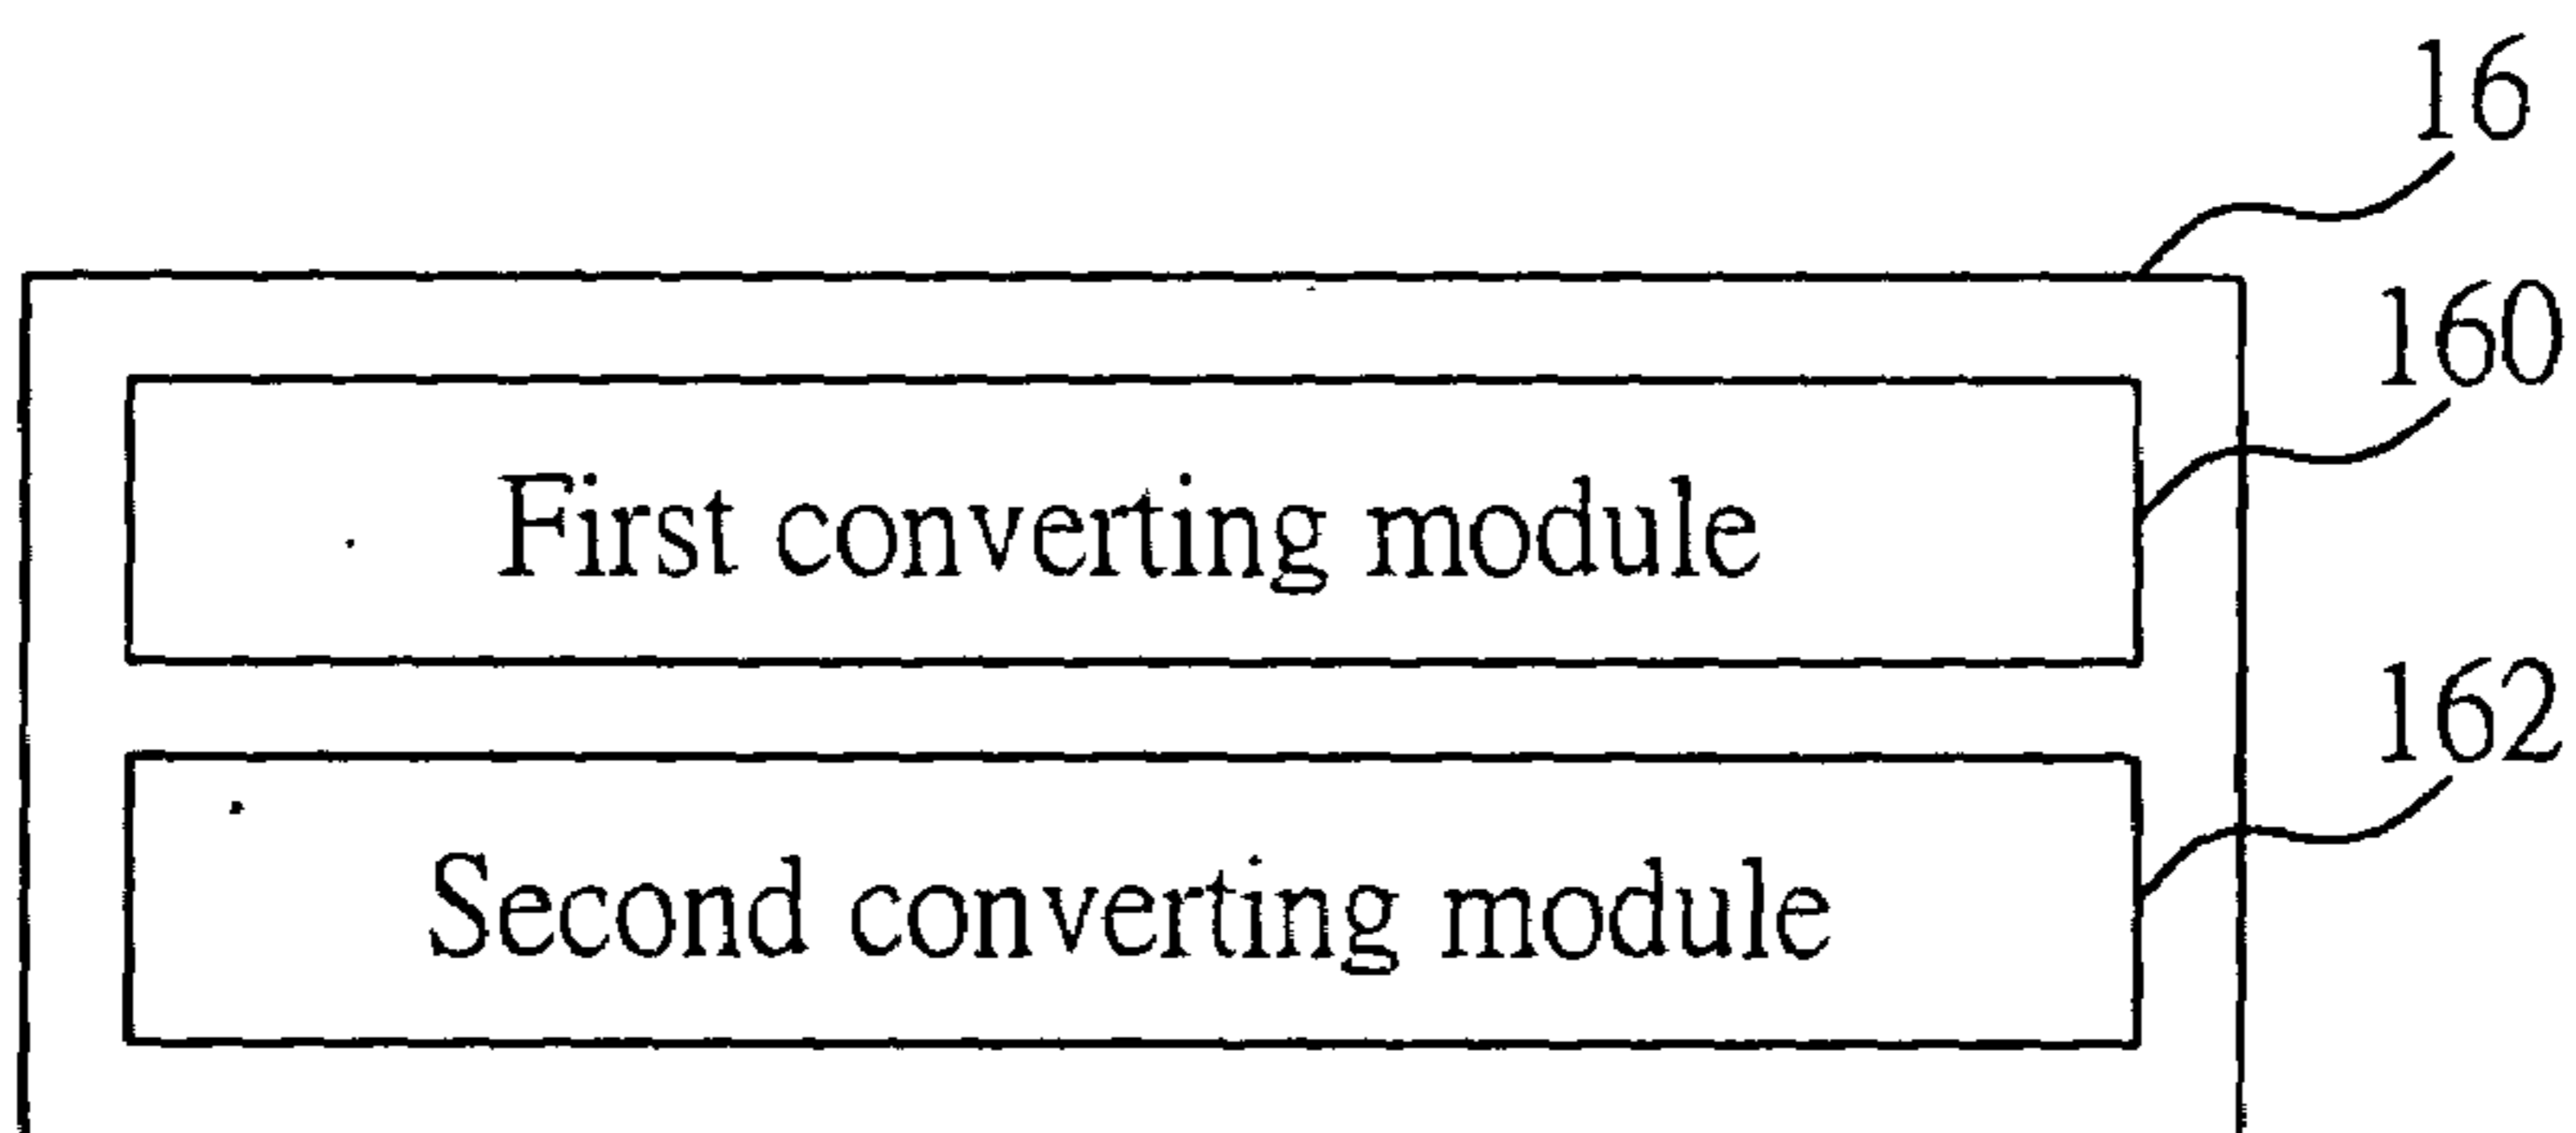 16
160
First converting module
162
Second converting module